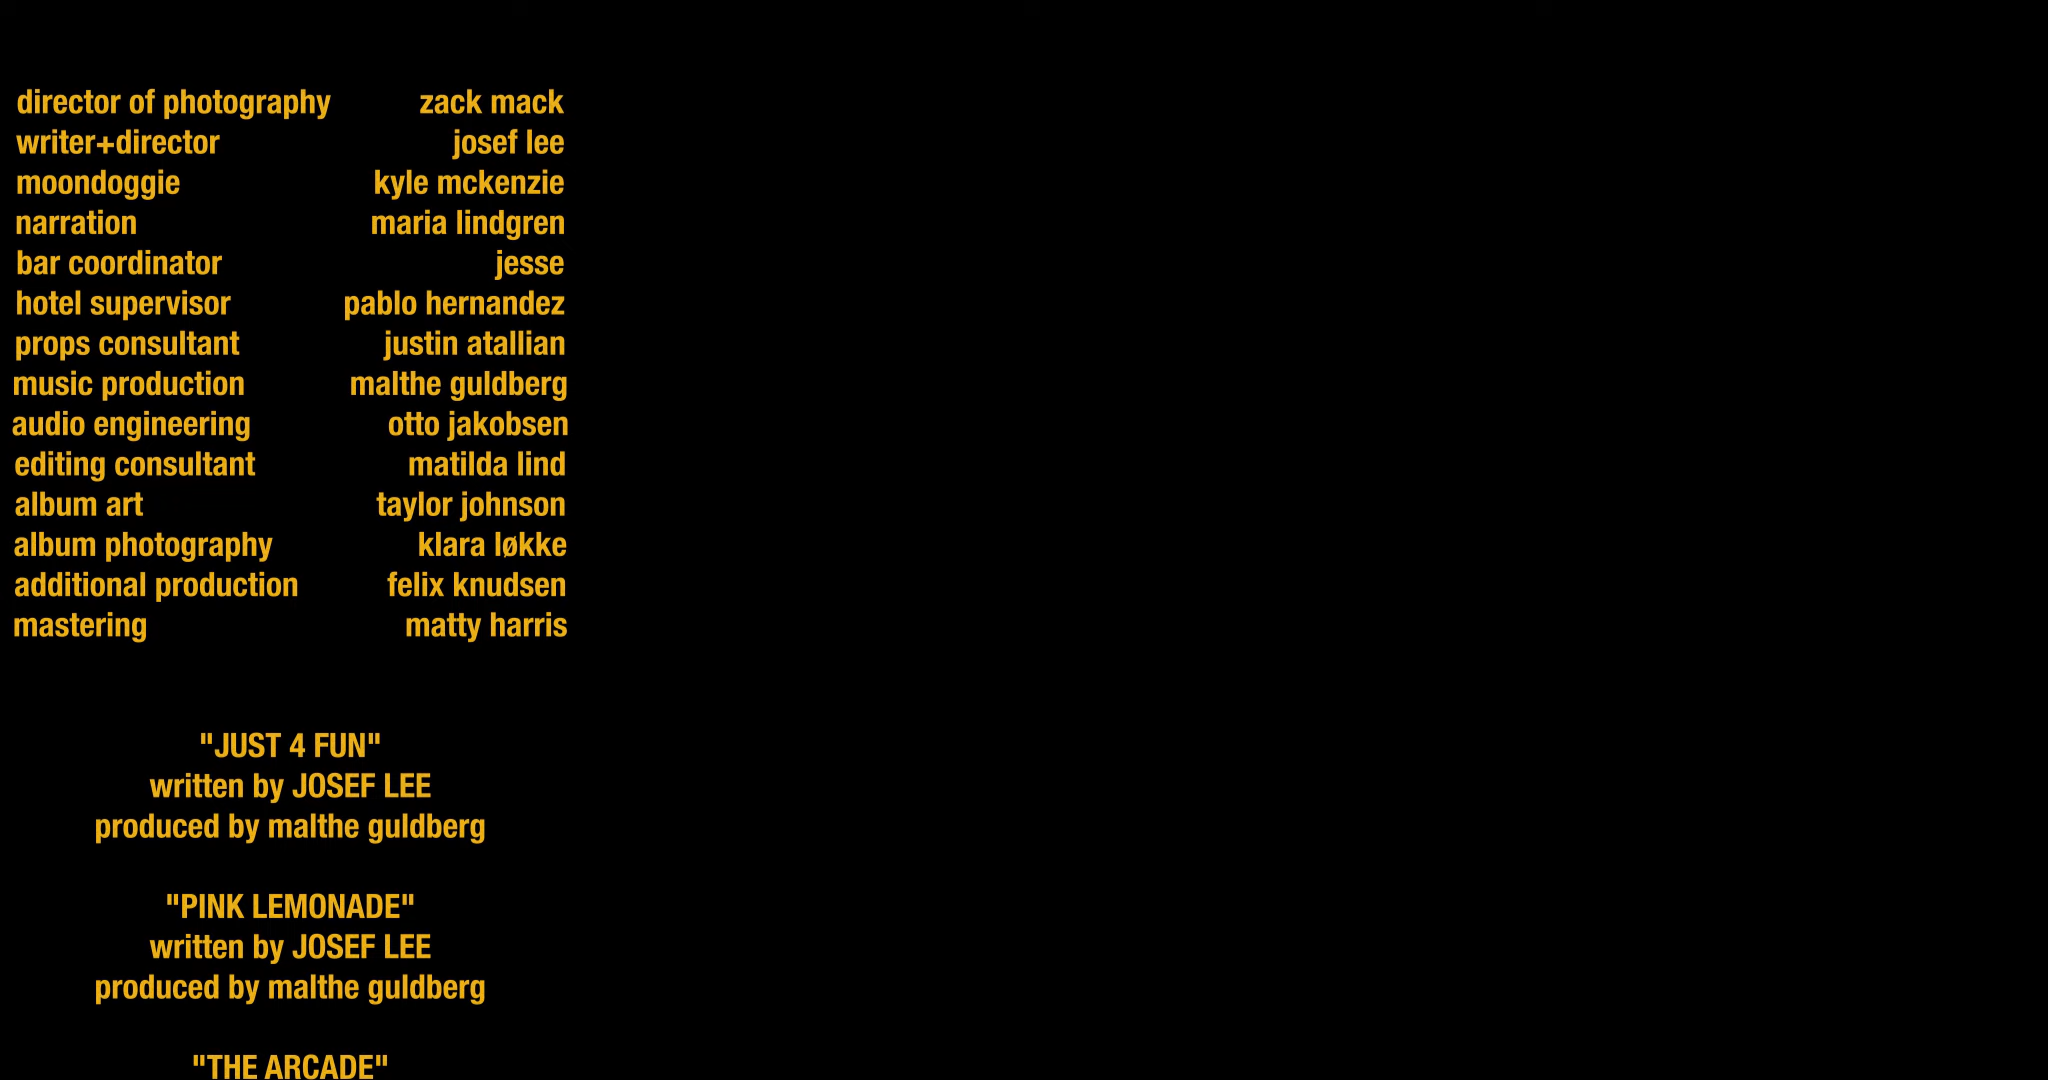 director of photography zack mack
writer+director josef lee
moondoggie kyle mckenzie
narration maria lindgren
bar coordinator jesse
hotel supervisor pablo hernandez
props consultant justin atallian
music production malthe guldberg
audio engineering otto jakobsen
editing consultant matilda lind
album art taylor johnson
album photography klara løkke
additional production felix knudsen
mastering matty harris
"JUST 4 FUN"
written by JOSEF LEE
produced by malthe guldberg
"PINK LEMONADE"
written by JOSEF LEE
produced by malthe guldberg
"THE ARCADE"